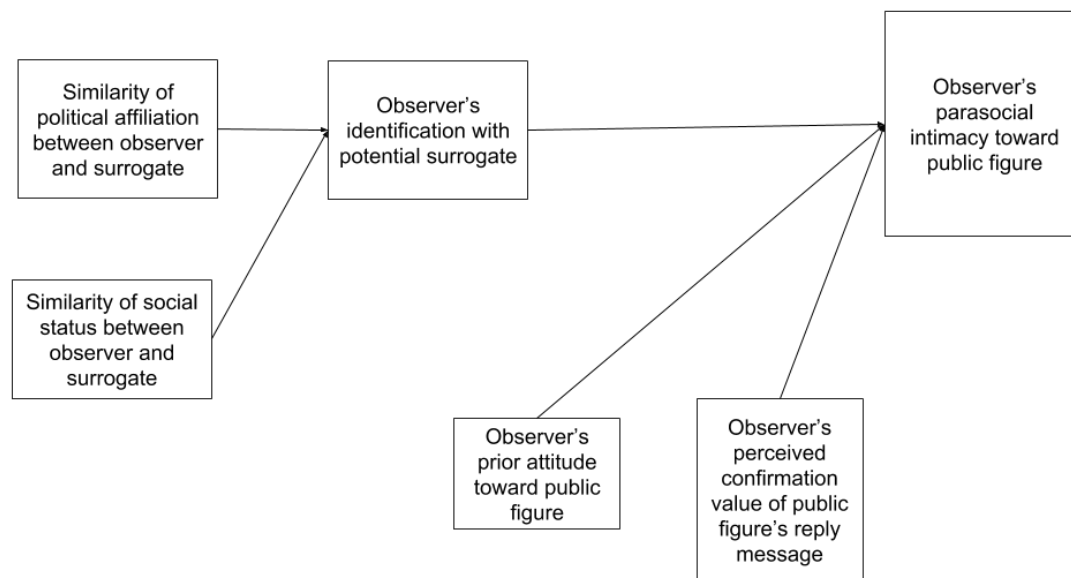 Similarity of
political affiliation
between observer
and surrogate
Observer’s
identification with
potential surrogate
Observer’s
parasocial
intimacy toward
public figure
Similarity of social
status between
observer and
surrogate
Observer’s
prior attitude
toward public
figure
Observer’s
perceived
confirmation
value of public
figure’s reply
message